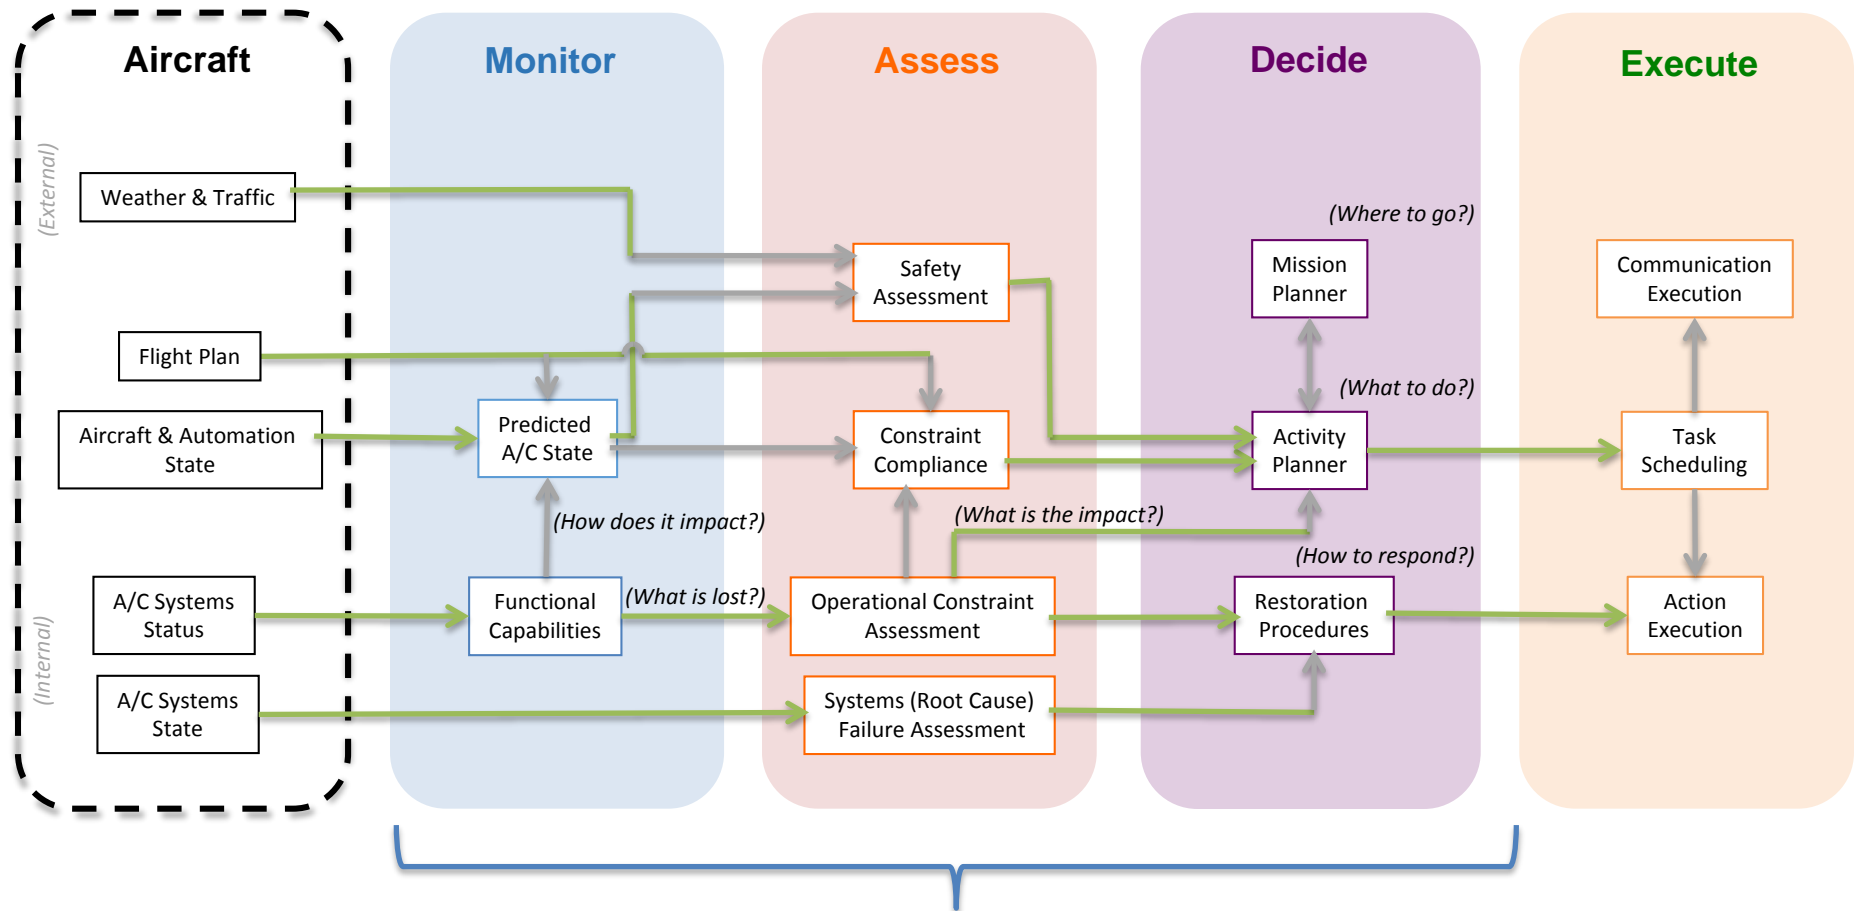 Aircraft
Monitor
Assess
Decide
Execute
(External)
Weather & Traffic
Flight Plan
Aircraft & Automation
State
(Internal)
A/C Systems
Status
A/C Systems
State
Predicted
A/C State
(How does it impact?)
Functional
Capabilities
(What is lost?)
Safety
Assessment
Constraint
Compliance
(What is the impact?)
Operational Constraint
Assessment
Systems (Root Cause)
Failure Assessment
(Where to go?)
Mission
Planner
(What to do?)
Activity
Planner
(How to respond?)
Restoration
Procedures
Communication
Execution
Task
Scheduling
Action
Execution